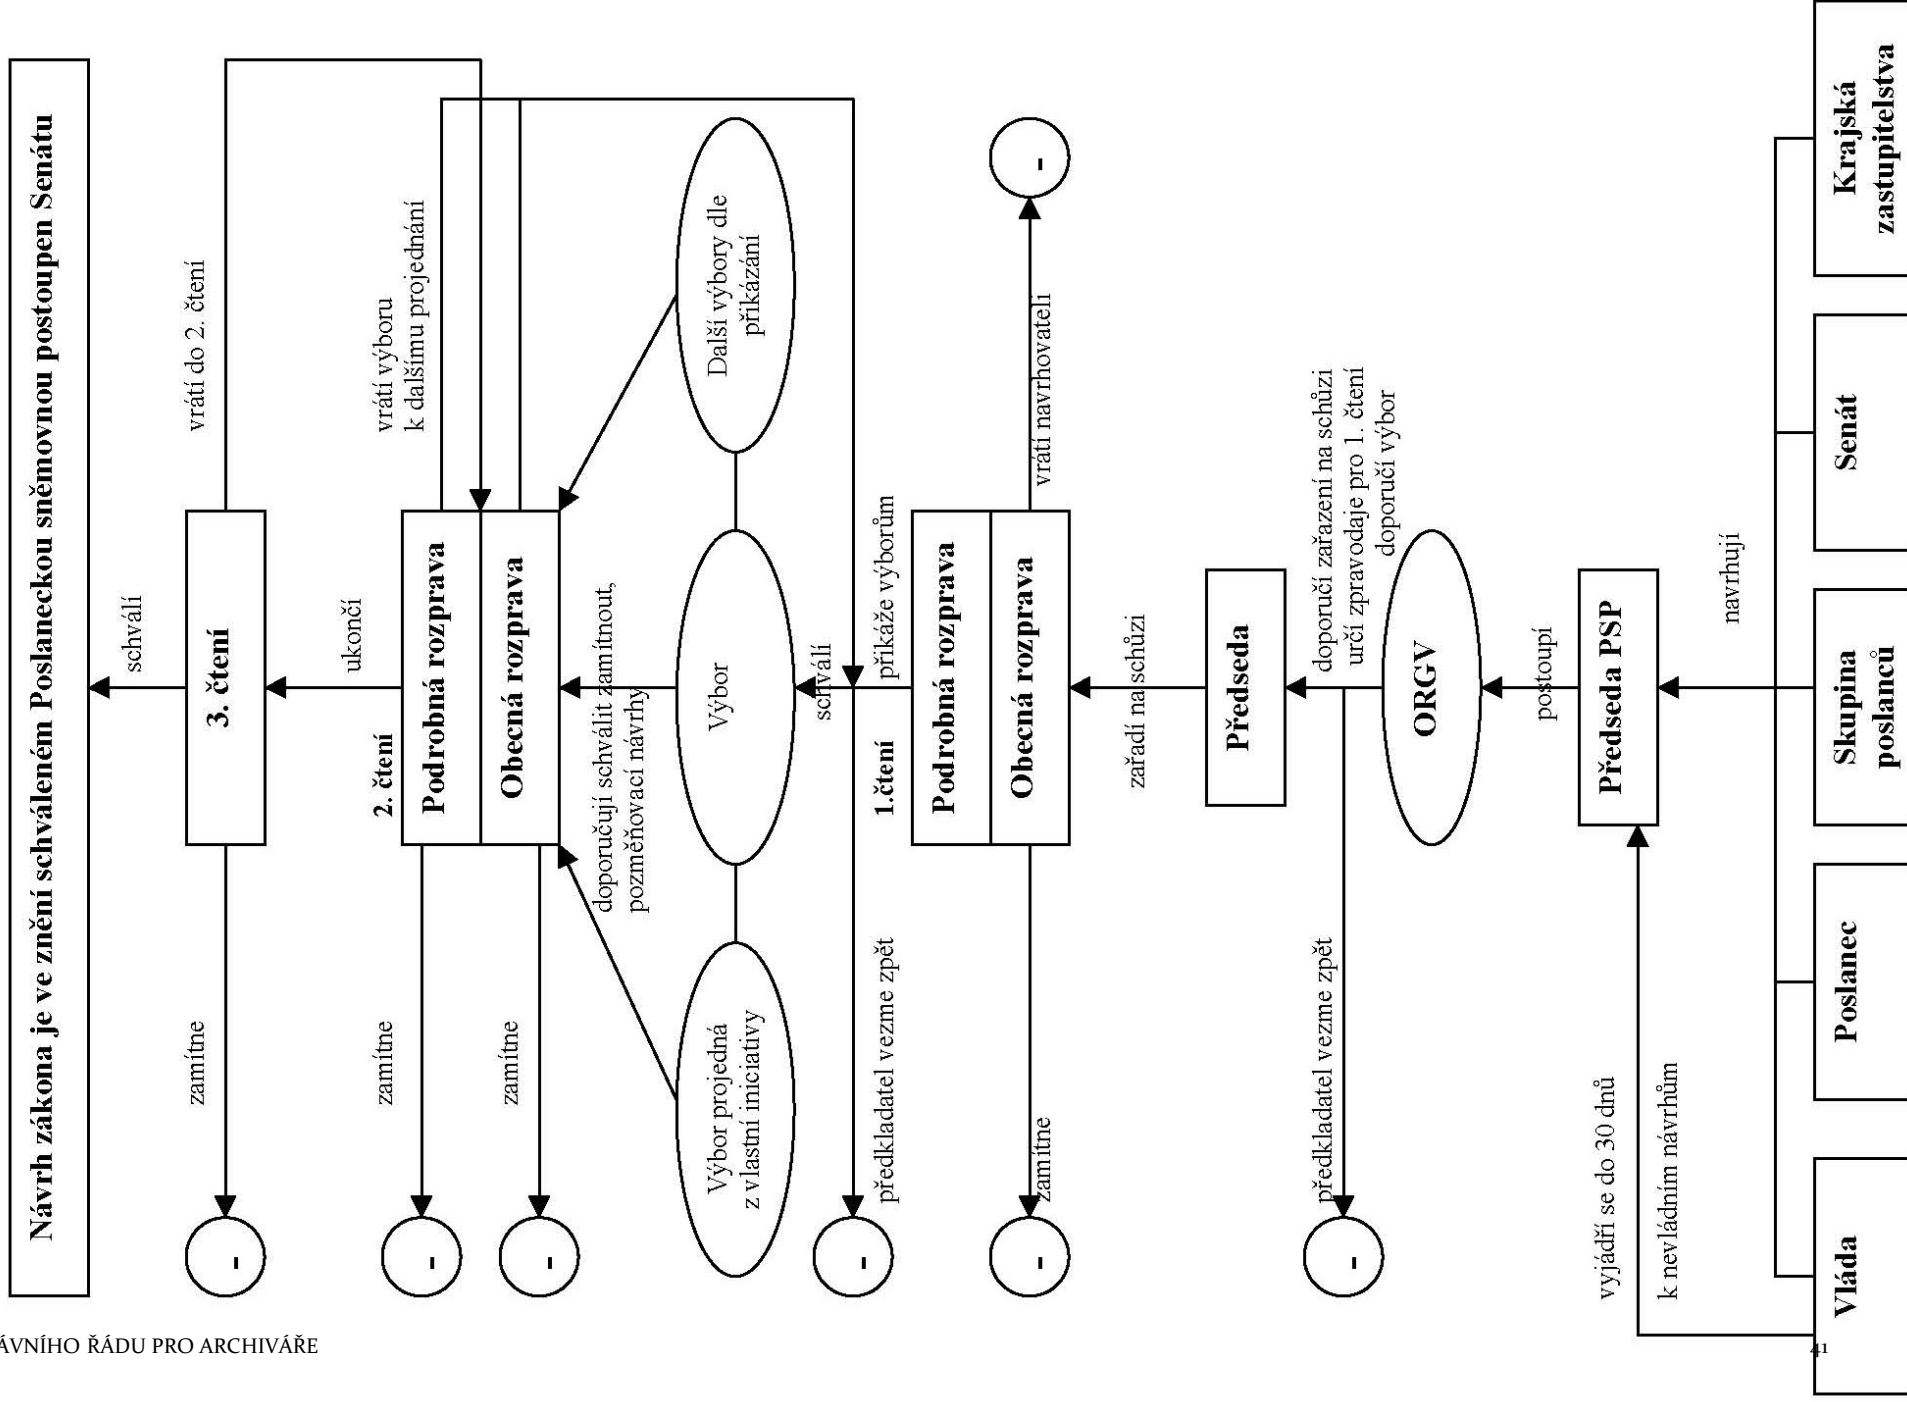 Návrh zákona je ve znění schváleném Poslaneckou sněmovnou postoupen Senátu
schválí
zamítne
3. čtení
vrátí do 2. čtení
ukončí
2. čtení
zamítne
Podrobná rozprava
vrátí výboru
k dalšímu projednání
zamítne
Obecná rozprava
doporučují schválit zamítnout,
pozměňovací návrhy
Výbor projedná
z vlastní iniciativy
Výbor
Další výbory dle
přikázání
schválí
předkladatel vezme zpět
1.čtení
přikáže výborům
Podrobná rozprava
Obecná rozprava
zamítne
vrátí navrhovateli
zařadí na schůzi
Předseda
předkladatel vezme zpět
doporučí zařazení na schůzi
určí zpravodaje pro 1. čtení
doporučí výbor
ORGV
postoupí
Předseda PSP
vyjádří se do 30 dnů
k nevládním návrhům
navrhují
Vláda
Poslanec
Skupina
poslanců
Senát
Krajská
zastupitelstva
-
-
-
-
-
-
-
ÁVNÍHO ŘÁDU PRO ARCHIVÁŘE
41